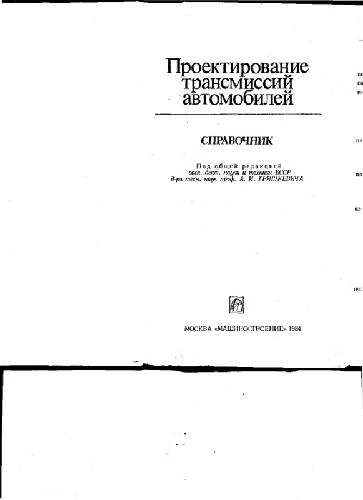 Проектирование
трансмиссий
автомобилей
СПРАВОЧНИК
Под общей редакцией
засл. деят. науки и техники БССР
д-ра техн. наук проф. А. И. ГРИШКЕВИЧА
МОСКВА «МАШИНОСТРОЕНИЕ» 1984